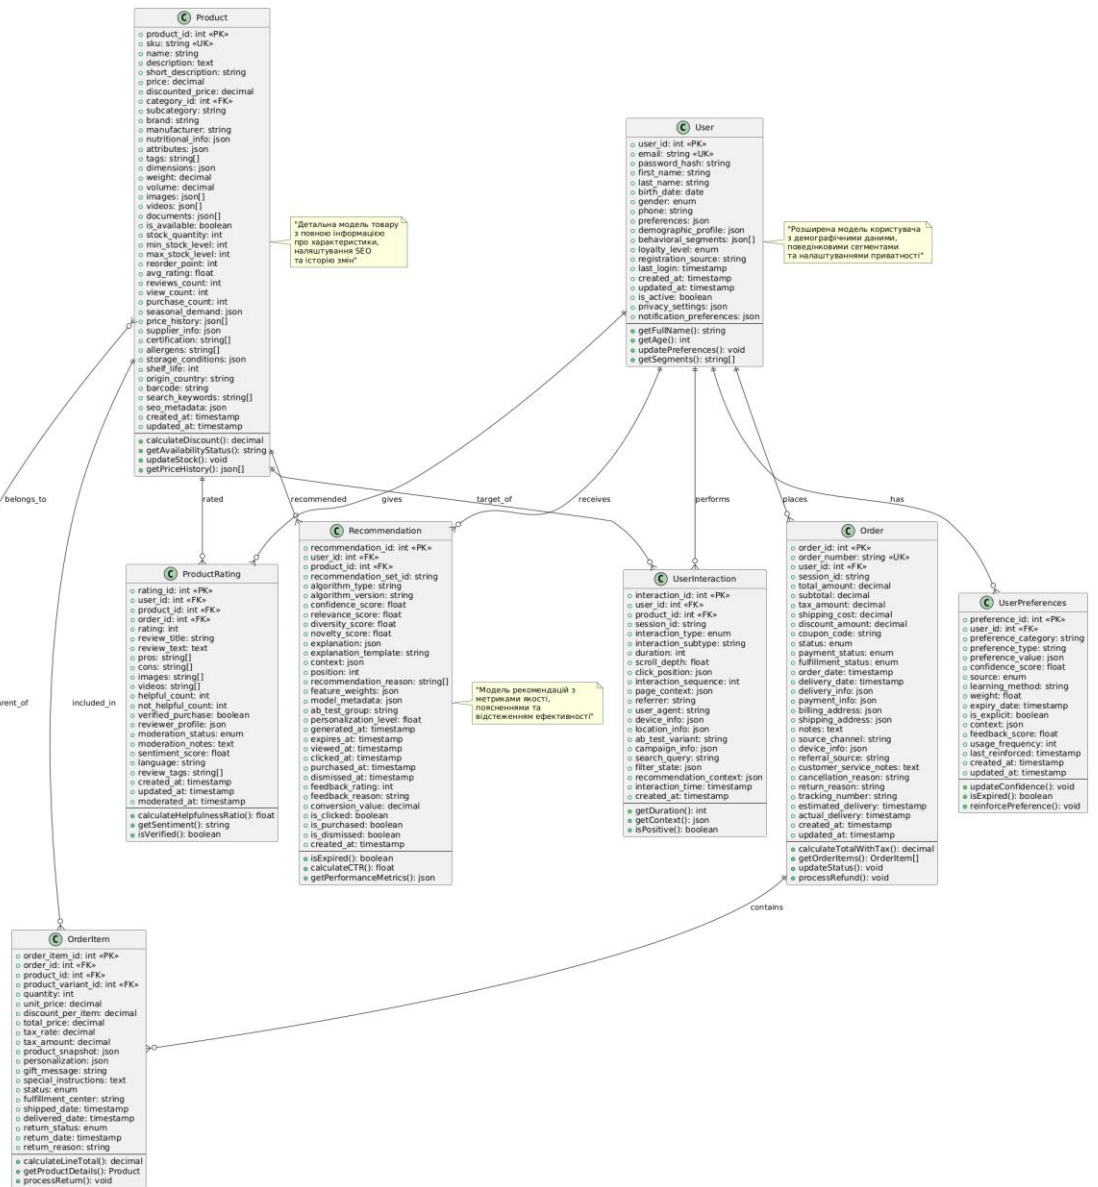 Product
product_id: int «PK»
sku: string «UK»
name: string
description: text
short_description: string
price: decimal
discounted_price: decimal
category_id: int «FK»
subcategory: string
brand: string
manufacturer: string
nutritional_info: json
attributes: json
tags: string[]
dimensions: json
weight: decimal
volume: decimal
images: json[]
videos: json[]
documents: json[]
is_available: boolean
stock_quantity: int
min_stock_level: int
max_stock_level: int
reorder_point: int
avg_rating: float
reviews_count: int
view_count: int
purchase_count: int
seasonal_demand: json
price_history: json[]
supplier_info: json
certification: string[]
allergens: string[]
storage_conditions: json
shelf_life: int
origin_country: string
barcode: string
search_keywords: string[]
seo_metadata: json
created_at: timestamp
updated_at: timestamp
calculateDiscount(): decimal
getAvailabilityStatus(): string
updateStock(): void
getPriceHistory(): json[]
"Детальна модель товару
з повною інформацією
про характеристики,
налаштування SEO
та історію змін"
User
user_id: int «PK»
email: string «UK»
password_hash: string
first_name: string
last_name: string
birth_date: date
gender: enum
phone: string
preferences: json
demographic_profile: json
behavioral_segments: json[]
loyalty_level: enum
registration_source: string
last_login: timestamp
created_at: timestamp
updated_at: timestamp
is_active: boolean
privacy_settings: json
notification_preferences: json
getFullName(): string
getAge(): int
updatePreferences(): void
getSegments(): string[]
"Розширена модель користувача
з демографічними даними,
поведінковими сегментами
та налаштуваннями приватності"
belongs_to
rated
recommended
gives
target_of
receives
performs
places
has
ProductRating
rating_id: int «PK»
user_id: int «FK»
product_id: int «FK»
order_id: int «FK»
rating: int
review_title: string
review_text: text
pros: string[]
cons: string[]
images: string[]
videos: string[]
helpful_count: int
not_helpful_count: int
verified_purchase: boolean
reviewer_profile: json
moderation_status: enum
moderation_notes: text
sentiment_score: float
language: string
review_tags: string[]
created_at: timestamp
updated_at: timestamp
moderated_at: timestamp
calculateHelpfulnessRatio(): float
getSentiment(): string
isVerified(): boolean
Recommendation
recommendation_id: int «PK»
user_id: int «FK»
product_id: int «FK»
recommendation_set_id: string
algorithm_type: string
algorithm_version: string
confidence_score: float
relevance_score: float
diversity_score: float
novelty_score: float
explanation: json
explanation_template: string
context: json
position: int
recommendation_reason: string[]
feature_weights: json
model_metadata: json
ab_test_group: string
personalization_level: float
generated_at: timestamp
expires_at: timestamp
viewed_at: timestamp
clicked_at: timestamp
purchased_at: timestamp
dismissed_at: timestamp
feedback_rating: int
feedback_reason: string
conversion_value: decimal
is_clicked: boolean
is_purchased: boolean
is_dismissed: boolean
created_at: timestamp
isExpired(): boolean
calculateCTR(): float
getPerformanceMetrics(): json
"Модель рекомендацій з
метриками якості,
поясненнями та
відстеженням ефективності"
UserInteraction
interaction_id: int «PK»
user_id: int «FK»
product_id: int «FK»
session_id: string
interaction_type: enum
interaction_subtype: string
duration: int
scroll_depth: float
click_position: json
interaction_sequence: int
page_context: json
referrer: string
user_agent: string
device_info: json
location_info: json
ab_test_variant: string
campaign_info: json
search_query: string
filter_state: json
recommendation_context: json
interaction_time: timestamp
created_at: timestamp
getDuration(): int
getContext(): json
isPositive(): boolean
Order
order_id: int «PK»
order_number: string «UK»
user_id: int «FK»
session_id: string
total_amount: decimal
subtotal: decimal
tax_amount: decimal
shipping_cost: decimal
discount_amount: decimal
coupon_code: string
status: enum
payment_status: enum
fulfillment_status: enum
order_date: timestamp
delivery_date: timestamp
delivery_info: json
payment_info: json
billing_address: json
shipping_address: json
notes: text
source_channel: string
device_info: json
referral_source: string
customer_service_notes: text
cancellation_reason: string
return_reason: string
tracking_number: string
estimated_delivery: timestamp
actual_delivery: timestamp
created_at: timestamp
updated_at: timestamp
calculateTotalWithTax(): decimal
getOrderItems(): OrderItem[]
updateStatus(): void
processRefund(): void
UserPreferences
preference_id: int «PK»
user_id: int «FK»
preference_category: string
preference_type: string
preference_value: json
confidence_score: float
source: enum
learning_method: string
weight: float
expiry_date: timestamp
is_explicit: boolean
context: json
feedback_score: float
usage_frequency: int
last_reinforced: timestamp
created_at: timestamp
updated_at: timestamp
updateConfidence(): void
isExpired(): boolean
reinforcePreference(): void
rent_of
included_in
contains
OrderItem
order_item_id: int «PK»
order_id: int «FK»
product_id: int «FK»
product_variant_id: int «FK»
quantity: int
unit_price: decimal
discount_per_item: decimal
total_price: decimal
tax_rate: decimal
tax_amount: decimal
product_snapshot: json
personalization: json
gift_message: string
special_instructions: text
status: enum
fulfillment_center: string
shipped_date: timestamp
delivered_date: timestamp
return_status: enum
return_date: timestamp
return_reason: string
calculateLineTotal(): decimal
getProductDetails(): Product
processReturn(): void